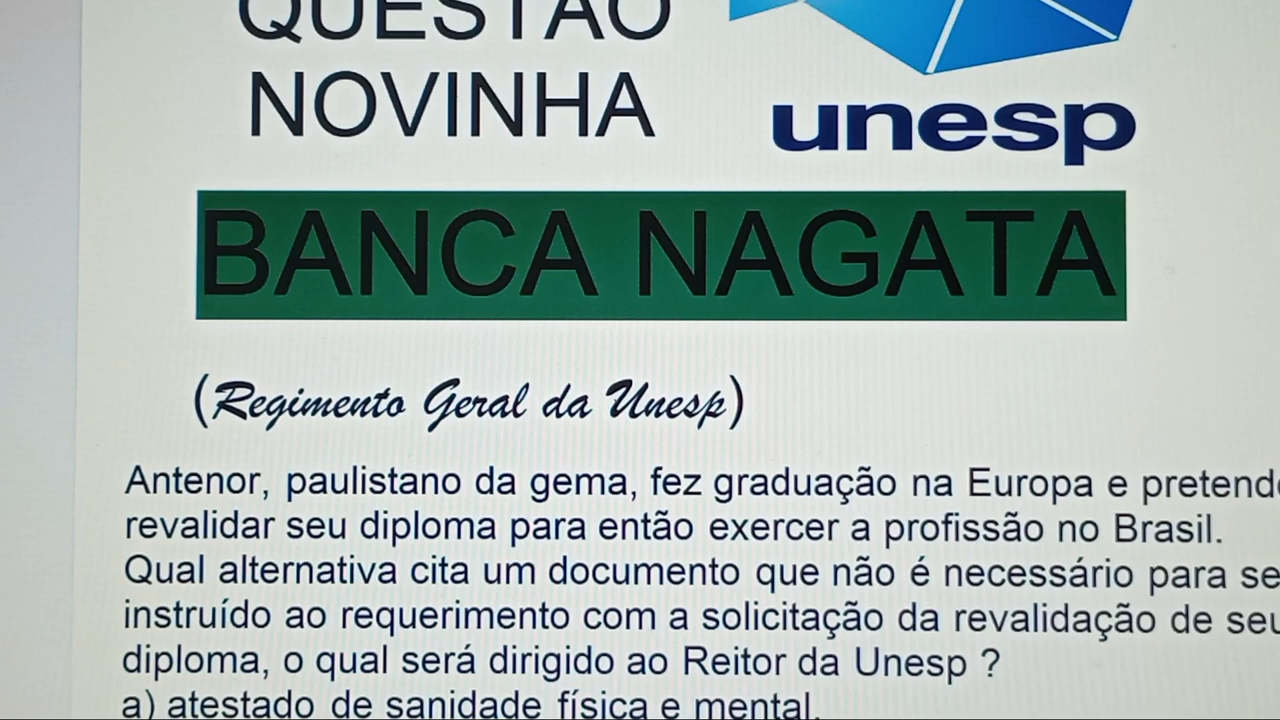 QUESTÃO
NOVINHA
unesp
BANCA NAGATA
(Regimento Geral da Unesp)
Antenor, paulistano da gema, fez graduação na Europa e pretende
revalidar seu diploma para então exercer a profissão no Brasil.
Qual alternativa cita um documento que não é necessário para se
instruído ao requerimento com a solicitação da revalidação de seu
diploma, o qual será dirigido ao Reitor da Unesp ?
a) atestado de sanidade física e mental.